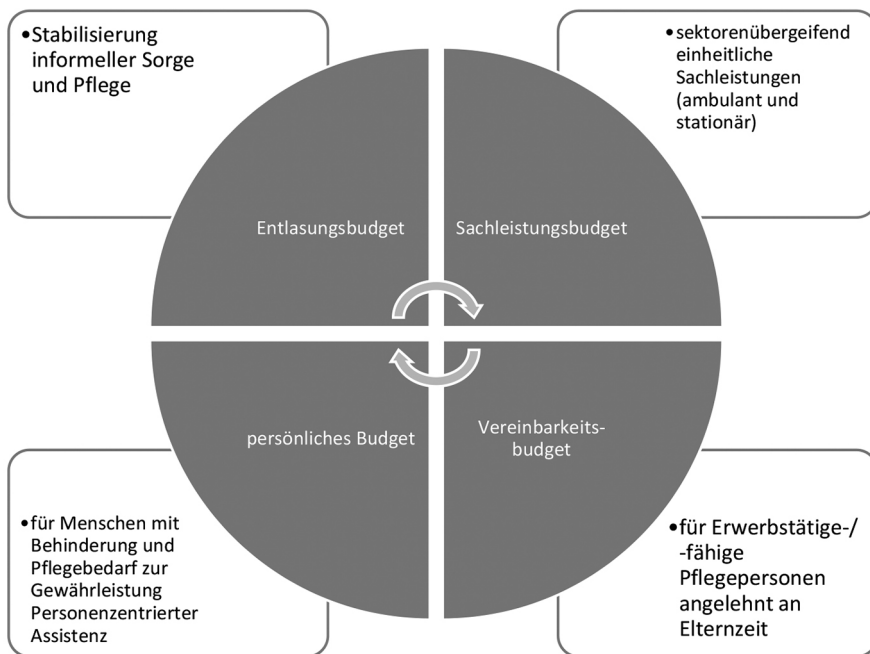 •Stabilisierung
informeller Sorge
und Pflege
•sektorenübergeifend
einheitliche
Sachleistungen
(ambulant und
stationär)
Entlasungsbudget
Sachleistungsbudget
persönliches Budget
Vereinbarkeits-
budget
•für Menschen mit
Behinderung und
Pflegebedarf zur
Gewährleistung
Personenzentrierter
Assistenz
•für Erwerbstätige-/
-fähige
Pflegepersonen
angelehnt an
Elternzeit